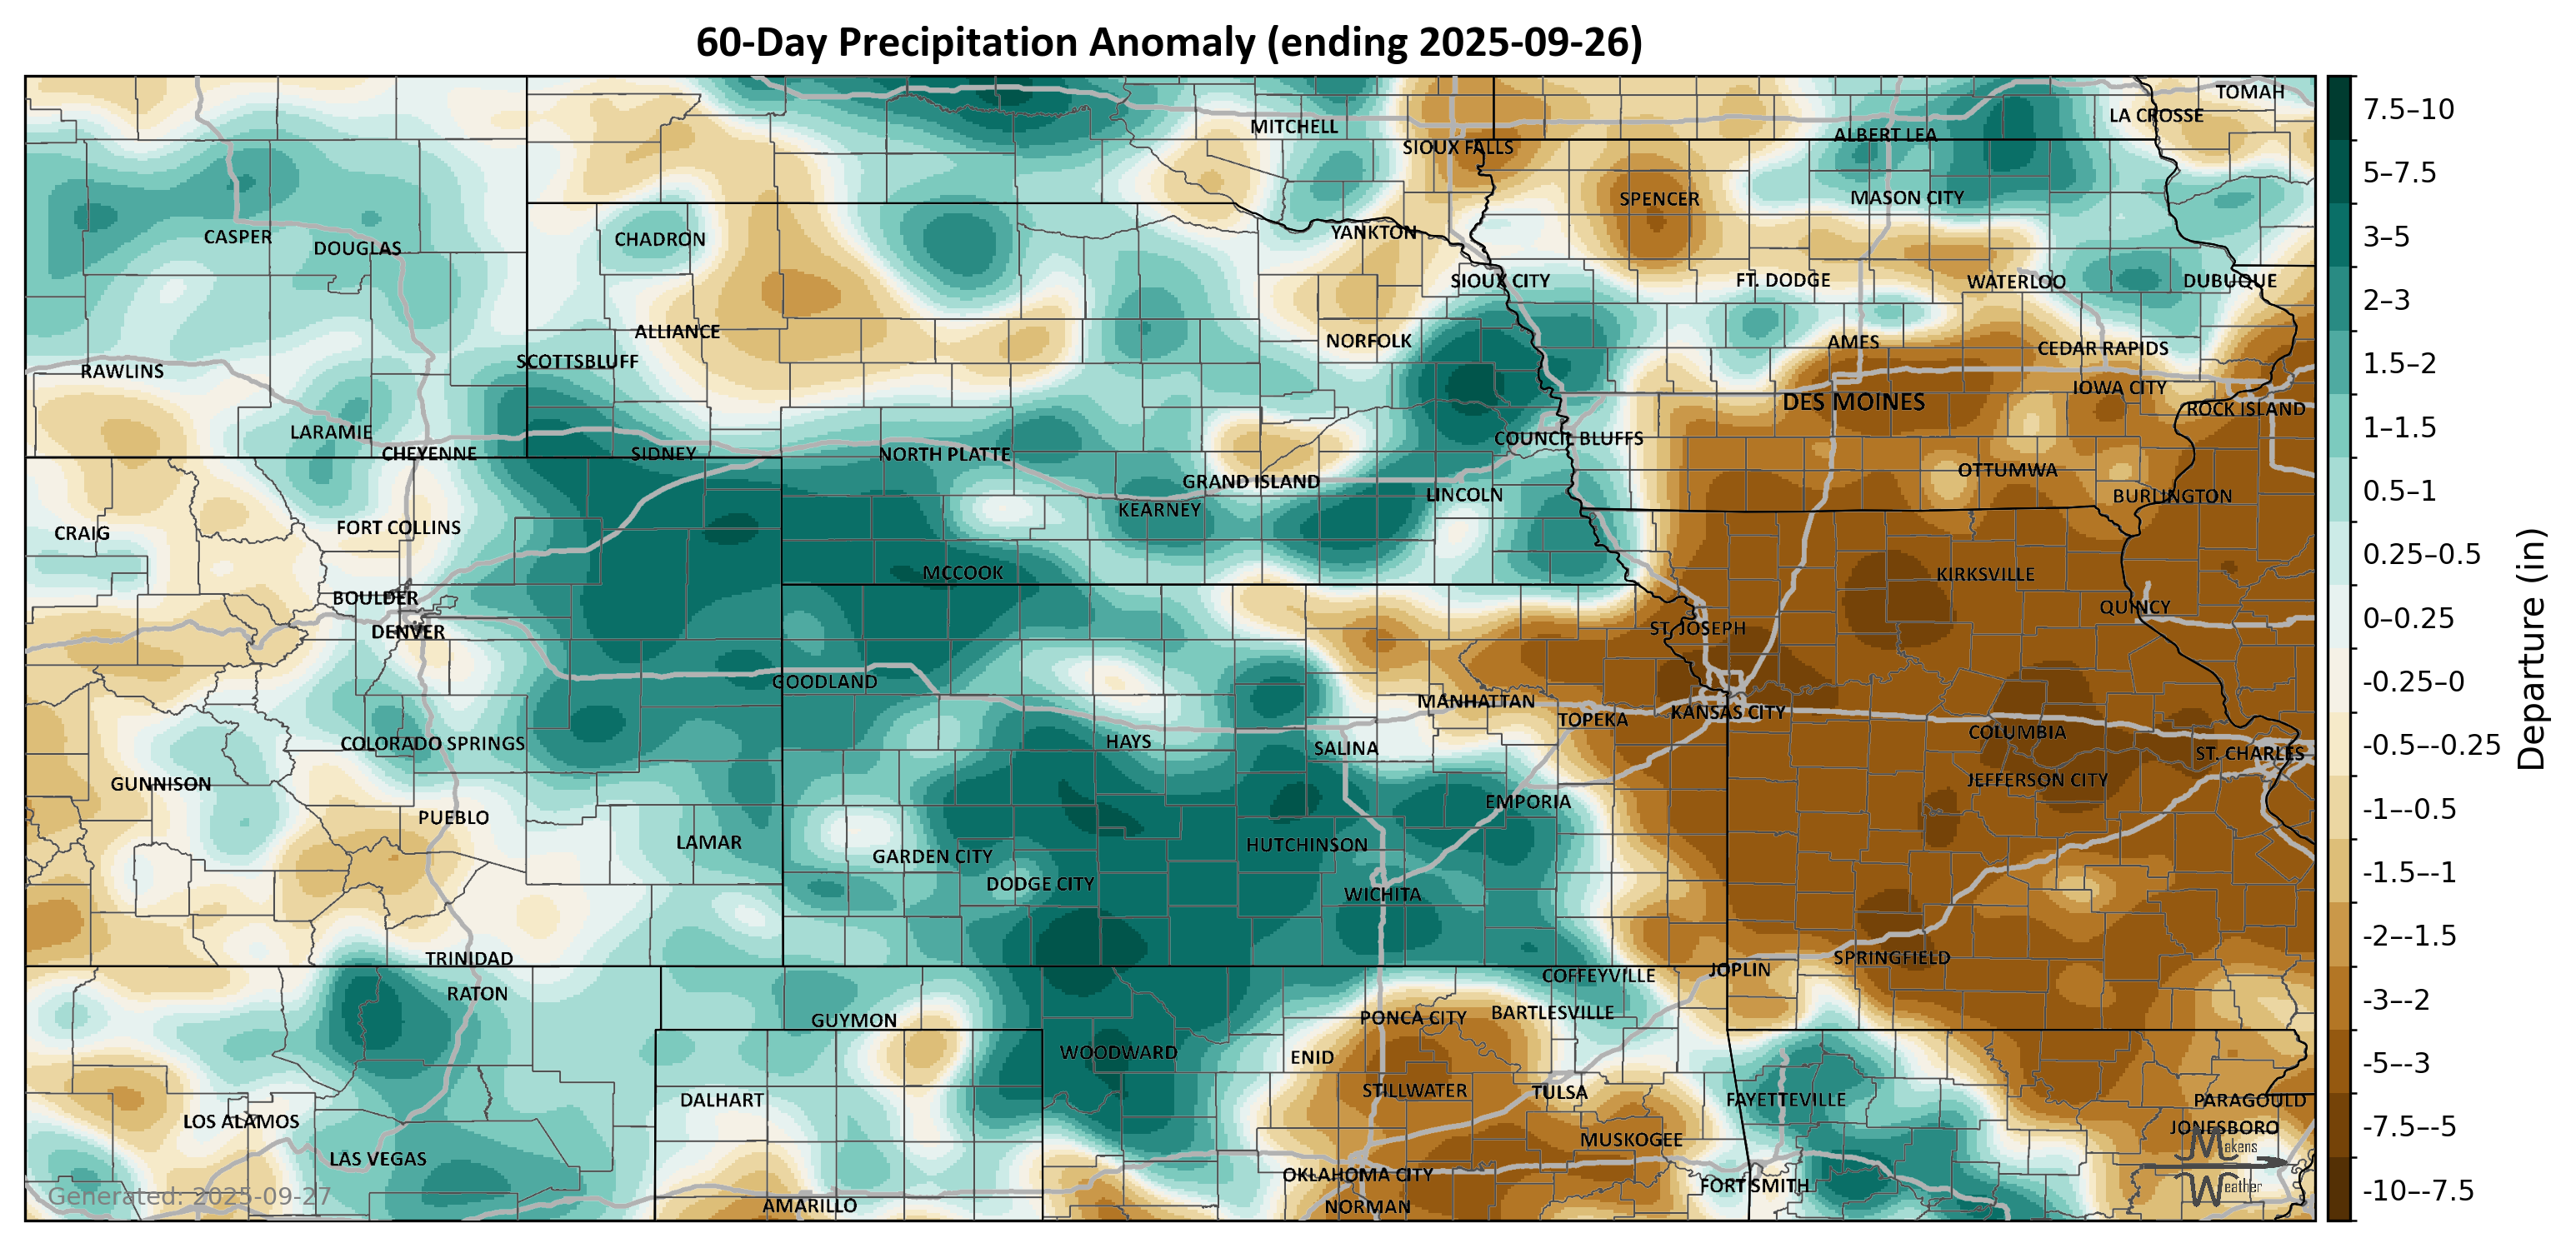 60-Day Precipitation Anomaly (ending 2025-09-26)
TOMAH
LA CROSSE
MITCHELL
ALBERT LEA
SIOUX FALLS
SPENCER
MASON CITY
CASPER
DOUGLAS
CHADRON
YANKTON
SIOUX CITY
FT. DODGE
WATERLOO
DUBUQUE
ALLIANCE
NORFOLK
AMES
CEDAR RAPIDS
SCOTTSBLUFF
RAWLINS
IOWA CITY
DES MOINES
ROCK ISLAND
LARAMIE
CHEYENNE
SIDNEY
NORTH PLATTE
COUNCIL BLUFFS
GRAND ISLAND
OTTUMWA
LINCOLN
BURLINGTON
KEARNEY
CRAIG
FORT COLLINS
MCCOOK
KIRKSVILLE
BOULDER
QUINCY
DENVER
ST. JOSEPH
GOODLAND
MANHATTAN
TOPEKA
KANSAS CITY
COLORADO SPRINGS
HAYS
SALINA
COLUMBIA
ST. CHARLES
GUNNISON
JEFFERSON CITY
EMPORIA
PUEBLO
LAMAR
HUTCHINSON
GARDEN CITY
DODGE CITY
WICHITA
TRINIDAD
SPRINGFIELD
JOPLIN
COFFEYVILLE
RATON
GUYMON
PONCA CITY
BARTLESVILLE
WOODWARD
ENID
STILLWATER
TULSA
DALHART
FAYETTEVILLE
PARAGOULD
LOS ALAMOS
JONESBORO
MUSKOGEE
LAS VEGAS
OKLAHOMA CITY
FORT SMITH
AMARILLO
NORMAN
Generated: 2025-09-27
Makens
Weather
7.5–10
5–7.5
3–5
2–3
1.5–2
1–1.5
0.5–1
0.25–0.5
0–0.25
-0.25–0
-0.5–-0.25
-1–-0.5
-1.5–-1
-2–-1.5
-3–-2
-5–-3
-7.5–-5
-10–-7.5
Departure (in)